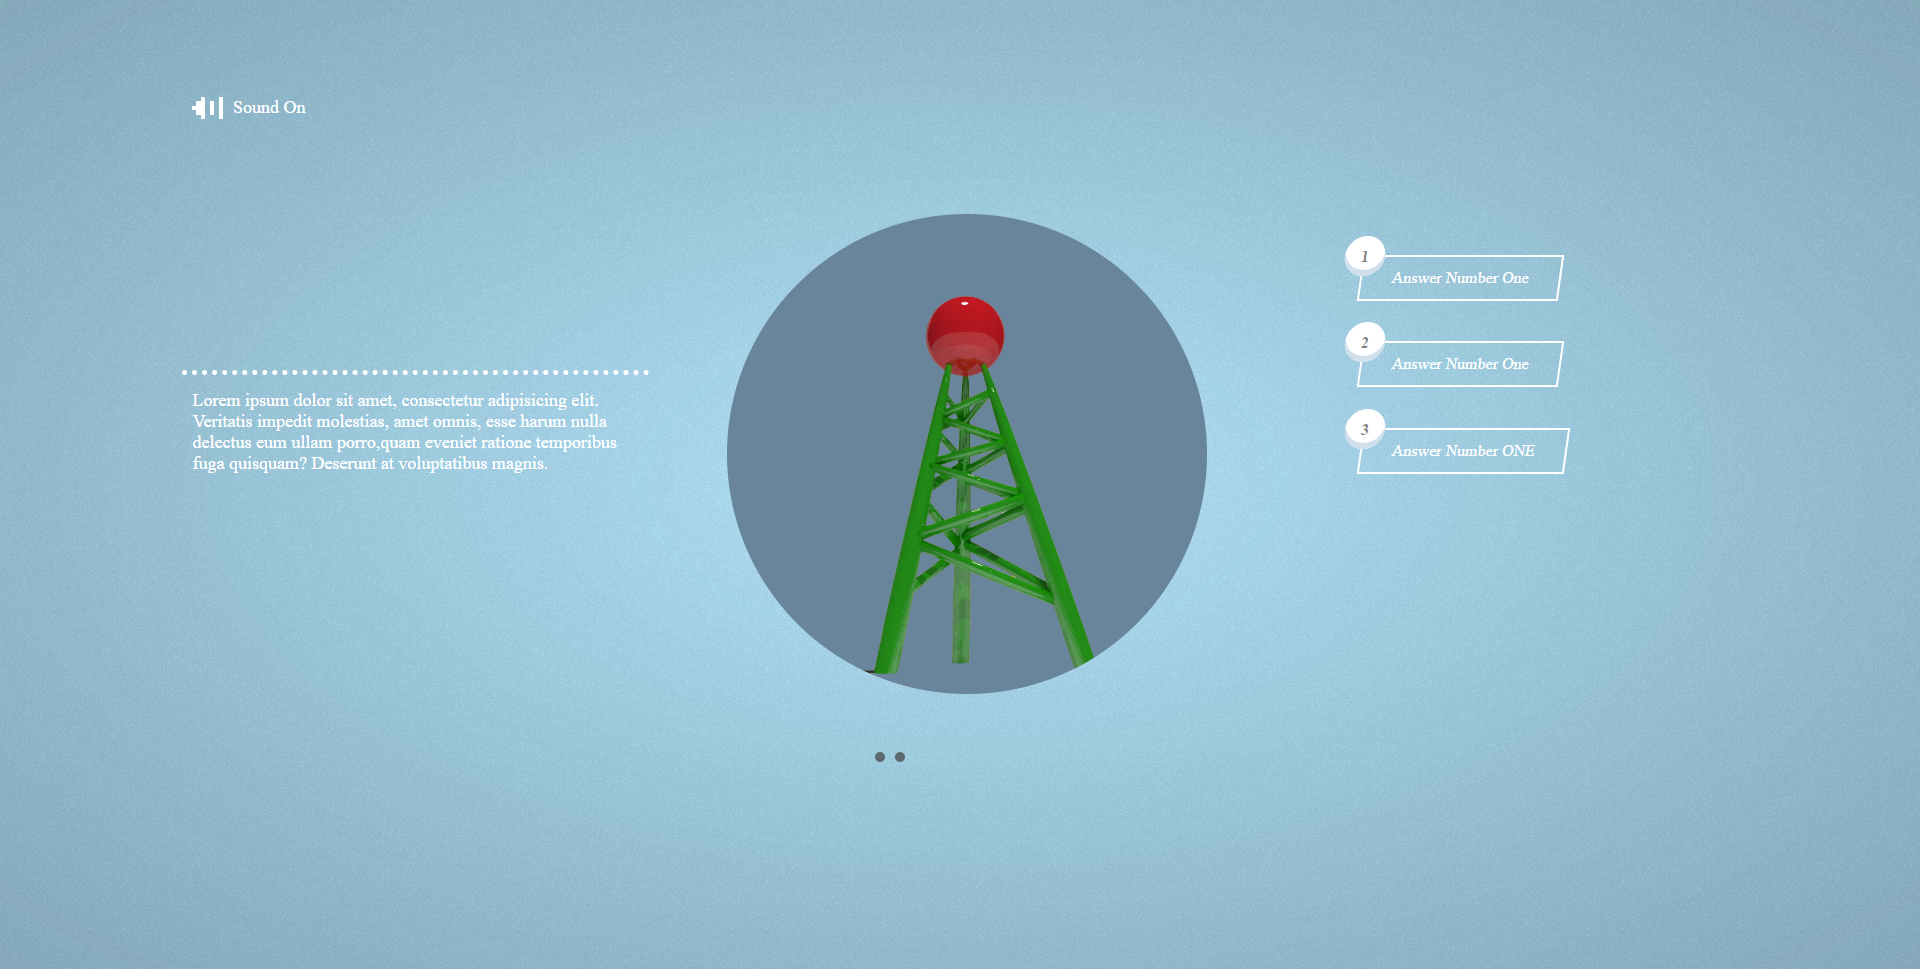 Sound On
Lorem ipsum dolor sit amet, consectetur adipisicing elit.
Veritatis impedit molestias, amet omnis, esse harum nulla
delectus eum ullam porro,quam eveniet ratione temporibus
fuga quisquam? Deserunt at voluptatibus magnis.
1
Answer Number One
2
Answer Number One
3
Answer Number ONE